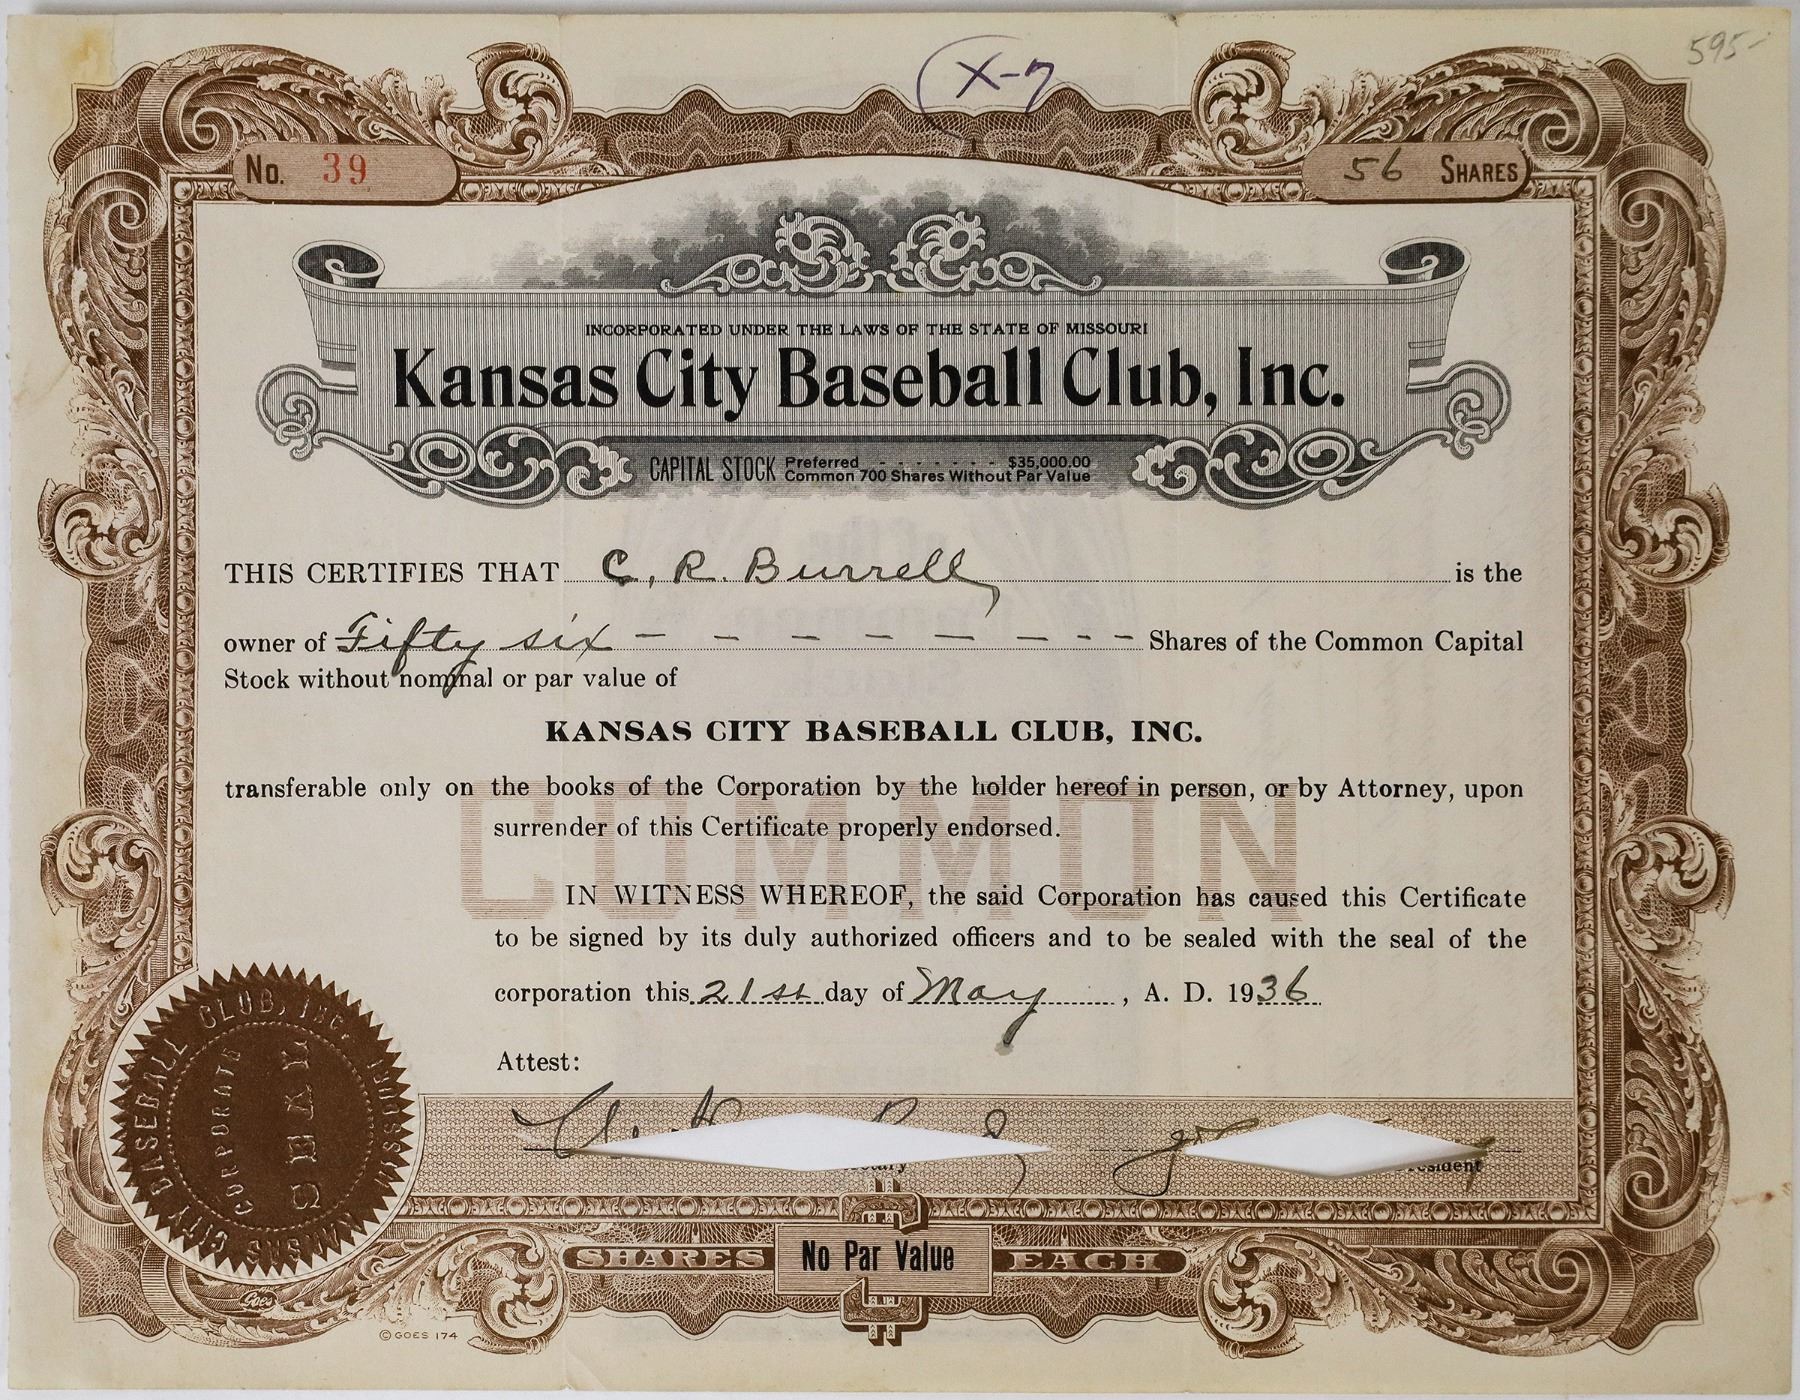 X-7
595-
No. 39
56 SHARES
INCORPORATED UNDER THE LAWS OF THE STATE OF MISSOURI
Kansas City Baseball Club, Inc.
CAPITAL STOCK Preferred - - - - - - $35,000.00
Common 700 Shares Without Par Value
THIS CERTIFIES THAT C. R. Burrell is the
owner of Fifty six - - - - - - - - - Shares of the Common Capital
Stock without nominal or par value of
KANSAS CITY BASEBALL CLUB, INC.
transferable only on the books of the Corporation by the holder hereof in person, or by Attorney, upon
surrender of this Certificate properly endorsed.
COMMON
IN WITNESS WHEREOF, the said Corporation has caused this Certificate
to be signed by its duly authorized officers and to be sealed with the seal of the
corporation this 21st day of May, A. D. 1936
Attest:
KANSAS CITY BASEBALL CLUB, INC.
CORPORATE
SEAL
SHARES No Par Value EACH
Goes
© GOES 174